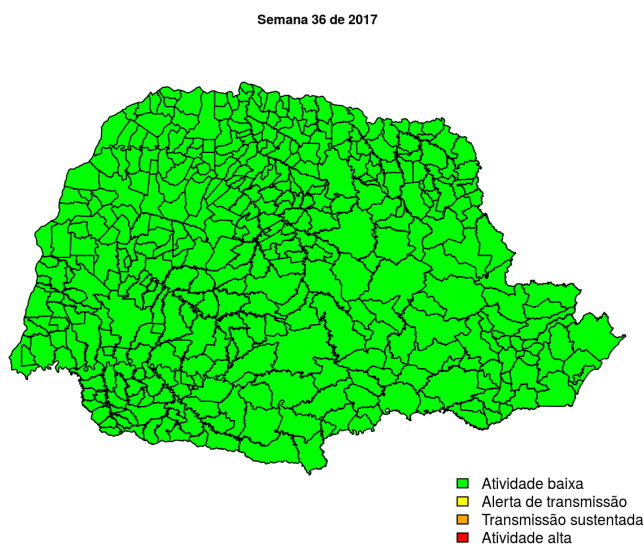 Semana 36 de 2017
Atividade baixa
Alerta de transmissão
Transmissão sustentada
Atividade alta